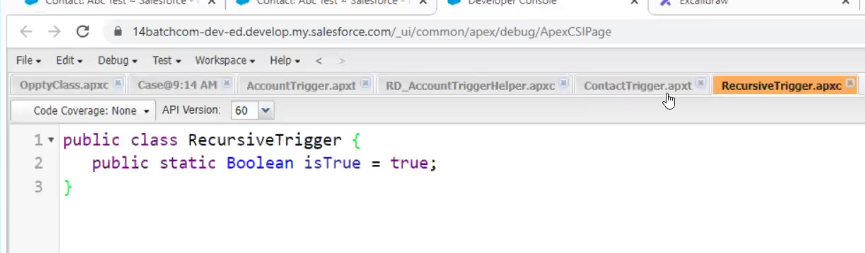 Contact: Abc Test ~ Salesforce - × Contact: Abc Test ~ Salesforce - × Developer Console × Excalidraw
14batchcom-dev-ed.develop.my.salesforce.com/_ui/common/apex/debug/ApexCSIPage
File Edit Debug Test Workspace Help < >
OpptyClass.apxc Case@9:14 AM AccountTrigger.apxt RD_AccountTriggerHelper.apxc ContactTrigger.apxt RecursiveTrigger.apxc
Code Coverage: None API Version: 60
1 public class RecursiveTrigger {
2 public static Boolean isTrue = true;
3 }